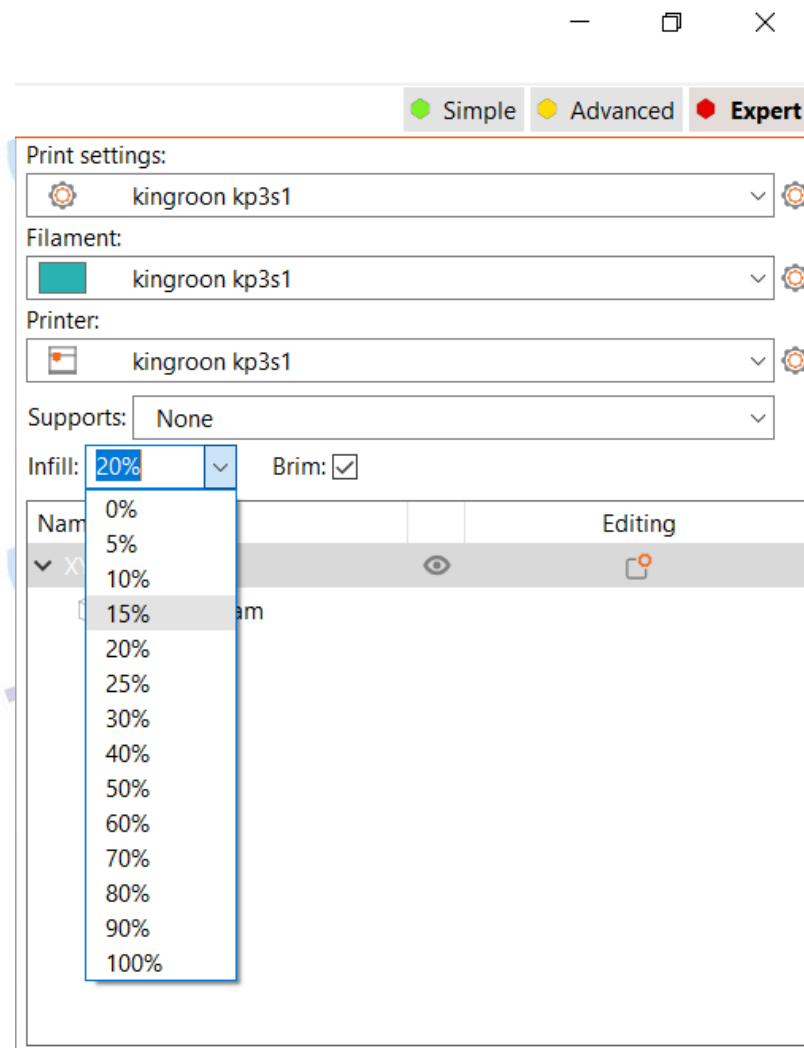 Simple Advanced Expert
Print settings:
kingroon kp3s1
Filament:
kingroon kp3s1
Printer:
kingroon kp3s1
Supports: None
Infill: 20% Brim:
Nam Editing
XY
am
0%
5%
10%
15%
20%
25%
30%
40%
50%
60%
70%
80%
90%
100%